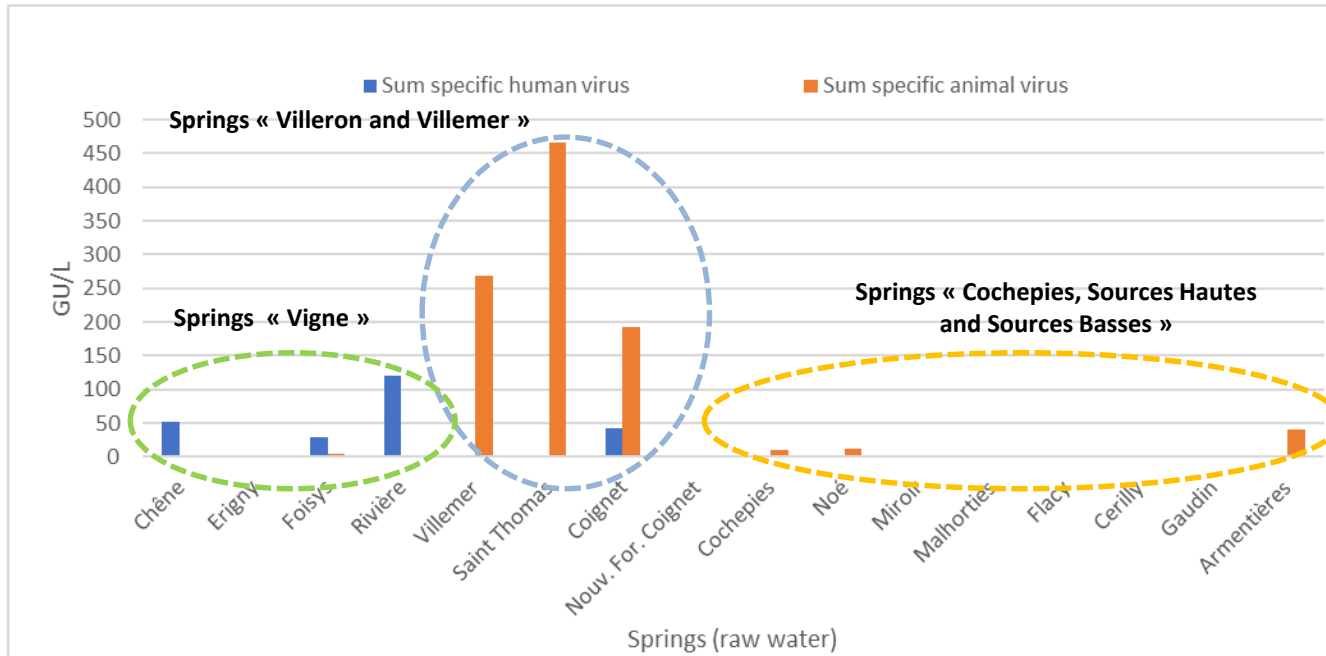 Sum specific human virus
Sum specific animal virus
Springs « Villeron and Villemer »
500
450
400
350
300
250
200
150
100
50
0
GU/L
Springs « Vigne »
Springs « Cochepies, Sources Hautes
and Sources Basses »
Chêne
Erigny
Foisys
Rivière
Villemer
Saint Thomas
Coignet
Nouv. For. Coignet
Cochepies
Noé
Miroir
Malhorties
Flacy
Cerilly
Gaudin
Armentières
Springs (raw water)